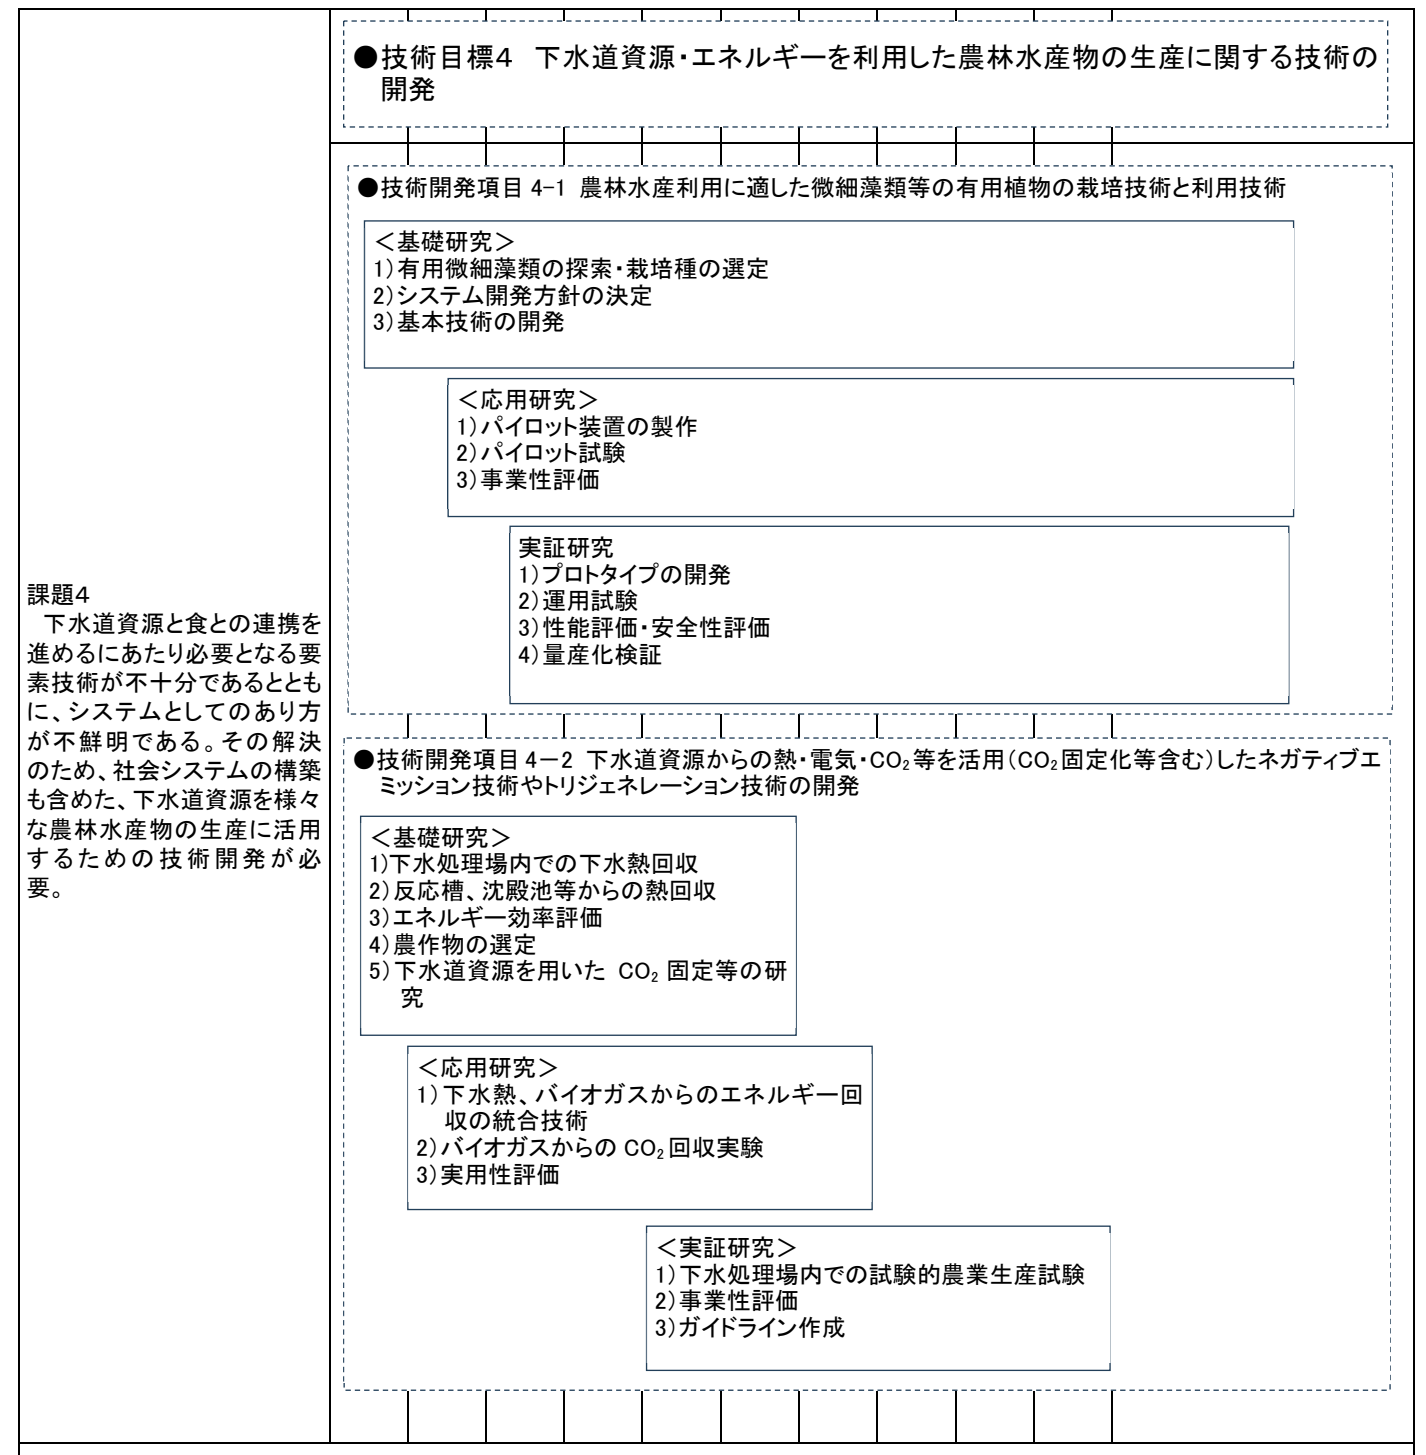 ●技術目標４　下水道資源・エネルギーを利用した農林水産物の生産に関する技術の
開発
●技術開発項目 4-1 農林水産利用に適した微細藻類等の有用植物の栽培技術と利用技術
＜基礎研究＞
1)有用微細藻類の探索・栽培種の選定
2)システム開発方針の決定
3)基本技術の開発
＜応用研究＞
1)パイロット装置の製作
2)パイロット試験
3)事業性評価
実証研究
1)プロトタイプの開発
2)運用試験
3)性能評価・安全性評価
4)量産化検証
課題４
下水道資源と食との連携を
進めるにあたり必要となる要
素技術が不十分であるととも
に、システムとしてのあり方
が不鮮明である。その解決
のため、社会システムの構築
も含めた、下水道資源を様々
な農林水産物の生産に活用
するための技術開発が必
要。
●技術開発項目 4－2 下水道資源からの熱・電気・CO₂等を活用（CO₂固定化等含む）したネガティブエ
ミッション技術やトリジェネレーション技術の開発
＜基礎研究＞
1)下水処理場内での下水熱回収
2)反応槽、沈殿池等からの熱回収
3)エネルギー効率評価
4)農作物の選定
5)下水道資源を用いた CO₂ 固定等の研
究
＜応用研究＞
1)下水熱、バイオガスからのエネルギー回
収の統合技術
2)バイオガスからの CO₂ 回収実験
3)実用性評価
＜実証研究＞
1)下水処理場内での試験的農業生産試験
2)事業性評価
3)ガイドライン作成